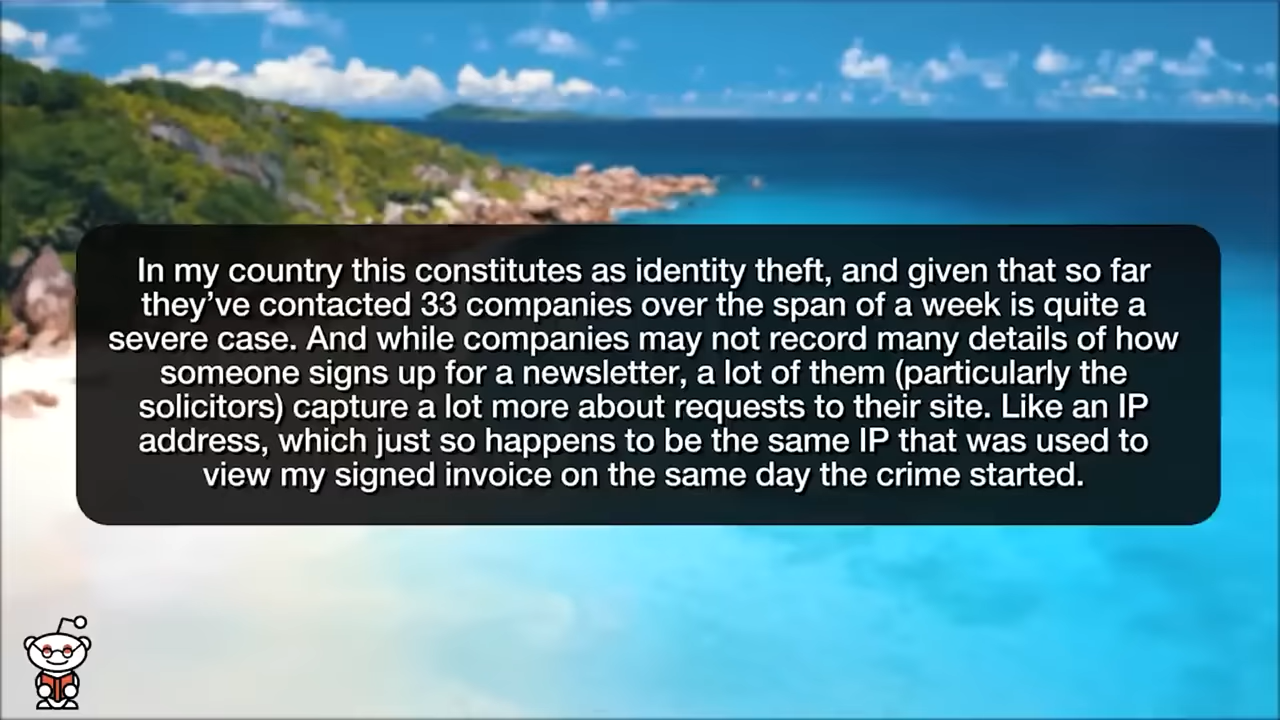 In my country this constitutes as identity theft, and given that so far
they’ve contacted 33 companies over the span of a week is quite a
severe case. And while companies may not record many details of how
someone signs up for a newsletter, a lot of them (particularly the
solicitors) capture a lot more about requests to their site. Like an IP
address, which just so happens to be the same IP that was used to
view my signed invoice on the same day the crime started.